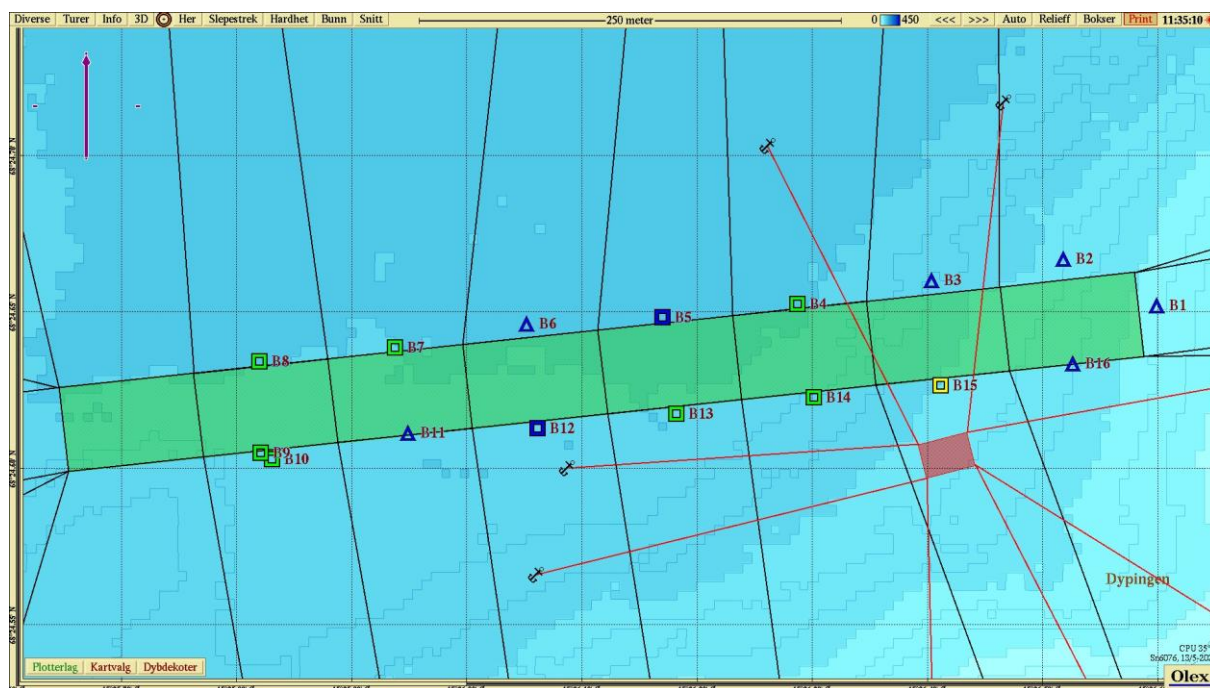 Diverse Turer Info 3D Her Slepestrek Hardhet Bunn Snitt 250 meter 0 450 <<< >>> Auto Relieff Bokser Print 11:35:10
B2
B3
B1
B4
B5
B6
B7
B8
B16
B15
B14
B13
B12
B11
B9
B10
Dypingen
CPU 35°
Plotterlag Kartvalg Dybdekoter
Olex